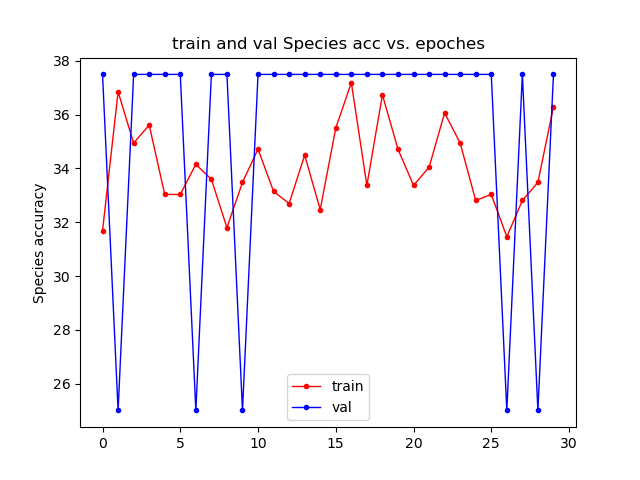 train and val Species acc vs. epoches
Species accuracy
38
36
34
32
30
28
26
0 5 10 15 20 25 30
train
val